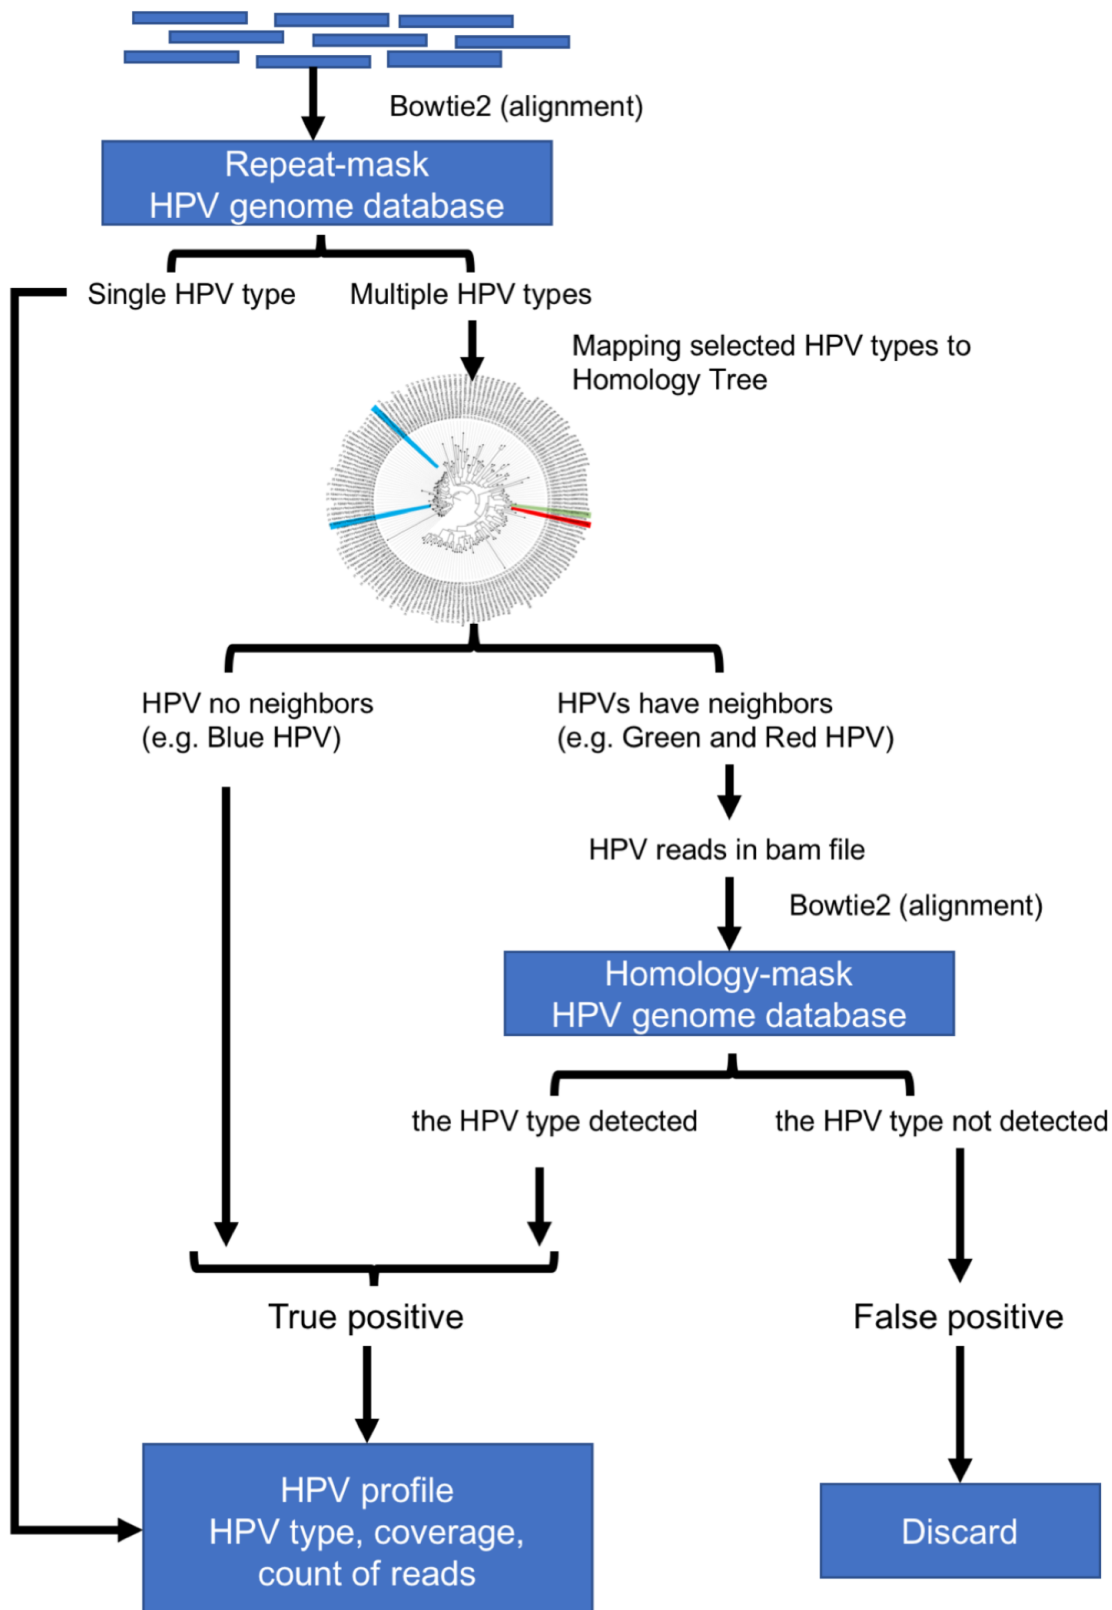 Bowtie2 (alignment)
Repeat-mask
HPV genome database
Single HPV type
Multiple HPV types
Mapping selected HPV types to
Homology Tree
HPV no neighbors
(e.g. Blue HPV)
HPVs have neighbors
(e.g. Green and Red HPV)
HPV reads in bam file
Bowtie2 (alignment)
Homology-mask
HPV genome database
the HPV type detected
the HPV type not detected
True positive
False positive
HPV profile
HPV type, coverage,
count of reads
Discard